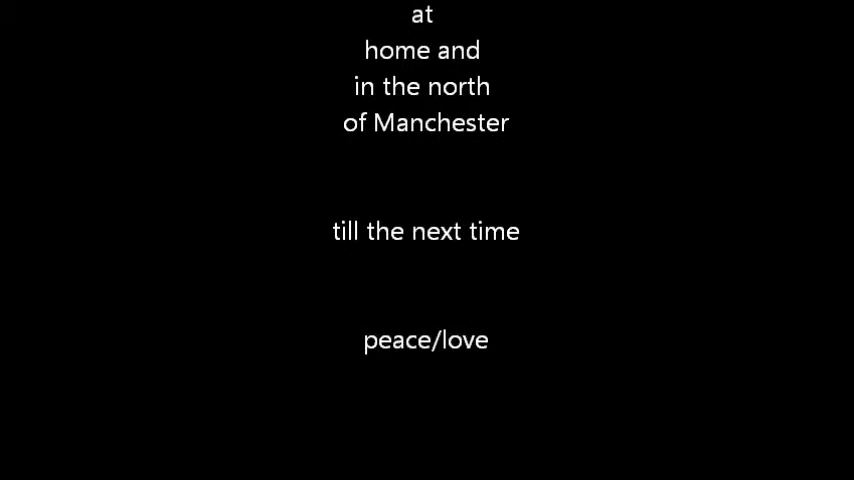 at
home and
in the north
of Manchester
till the next time
peace/love